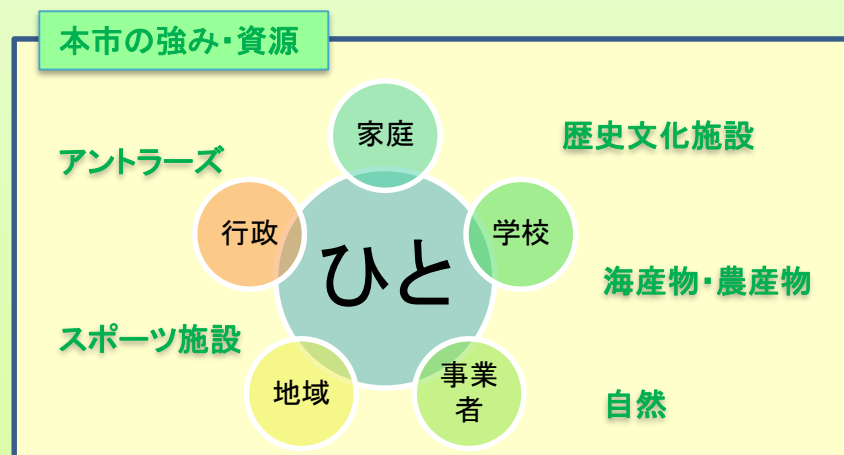 本市の強み・資源
家庭
歴史文化施設
アントラーズ
行政
学校
ひと
海産物・農産物
スポーツ施設
地域
事業
者
自然